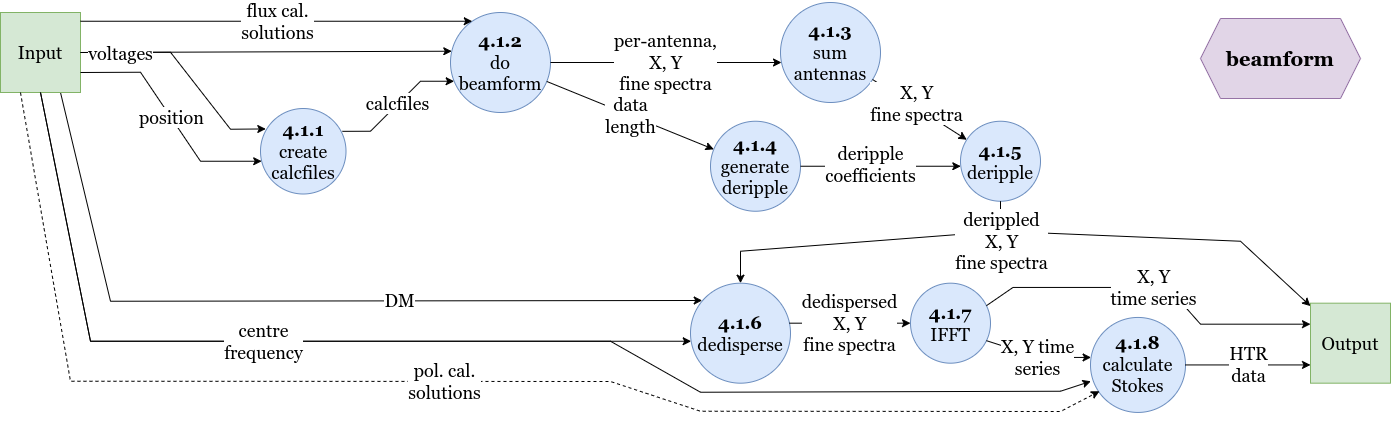 flux cal.
solutions
Input
voltages
position
4.1.1
create
calcfiles
calcfiles
4.1.2
do
beamform
per-antenna,
X, Y
fine spectra
data
length
4.1.3
sum
antennas
X, Y
fine spectra
4.1.4
generate
deripple
deripple
coefficients
4.1.5
deripple
beamform
derippled
X, Y
fine spectra
DM
centre
frequency
pol. cal.
solutions
4.1.6
dedisperse
dedispersed
X, Y
fine spectra
4.1.7
IFFT
X, Y
time series
X, Y time
series
4.1.8
calculate
Stokes
HTR
data
Output